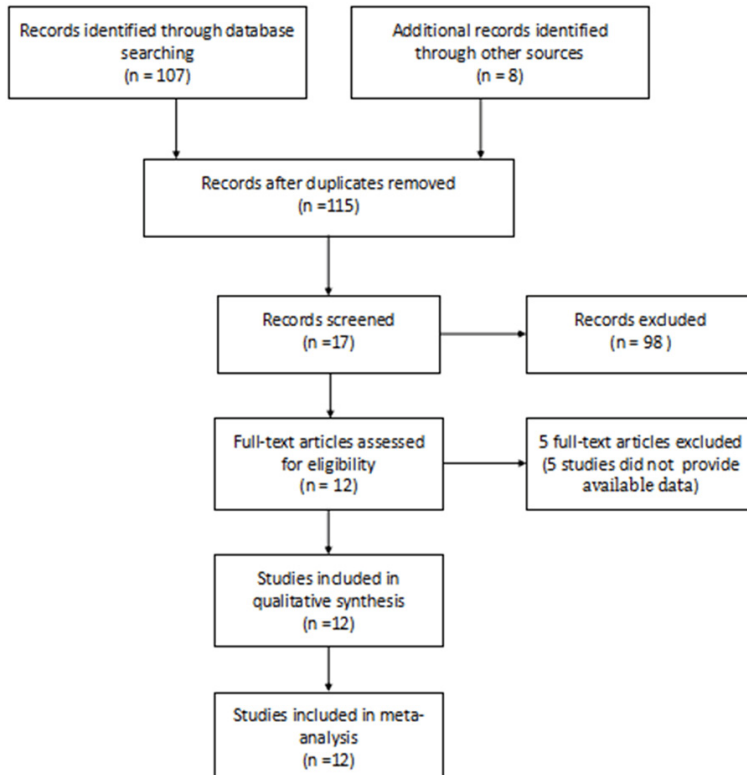 Records identified through database
searching
(n = 107)
Additional records identified
through other sources
(n = 8)
Records after duplicates removed
(n =115)
Records screened
(n =17)
Records excluded
(n = 98 )
Full-text articles assessed
for eligibility
(n = 12)
5 full-text articles excluded
(5 studies did not provide
available data)
Studies included in
qualitative synthesis
(n =12)
Studies included in meta-
analysis
(n =12)